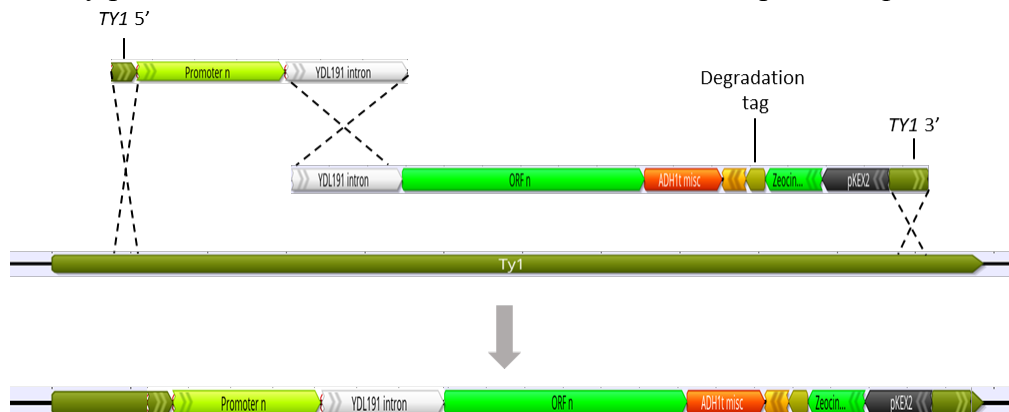 TY1 5’
Promoter n
YDL191 intron
Degradation
tag
TY1 3’
YDL191 intron
ORF n
ADH1t misc
Zeocin...
pKEX2
Ty1
Promoter n
YDL191 intron
ORF n
ADH1t misc
Zeocin...
pKEX2